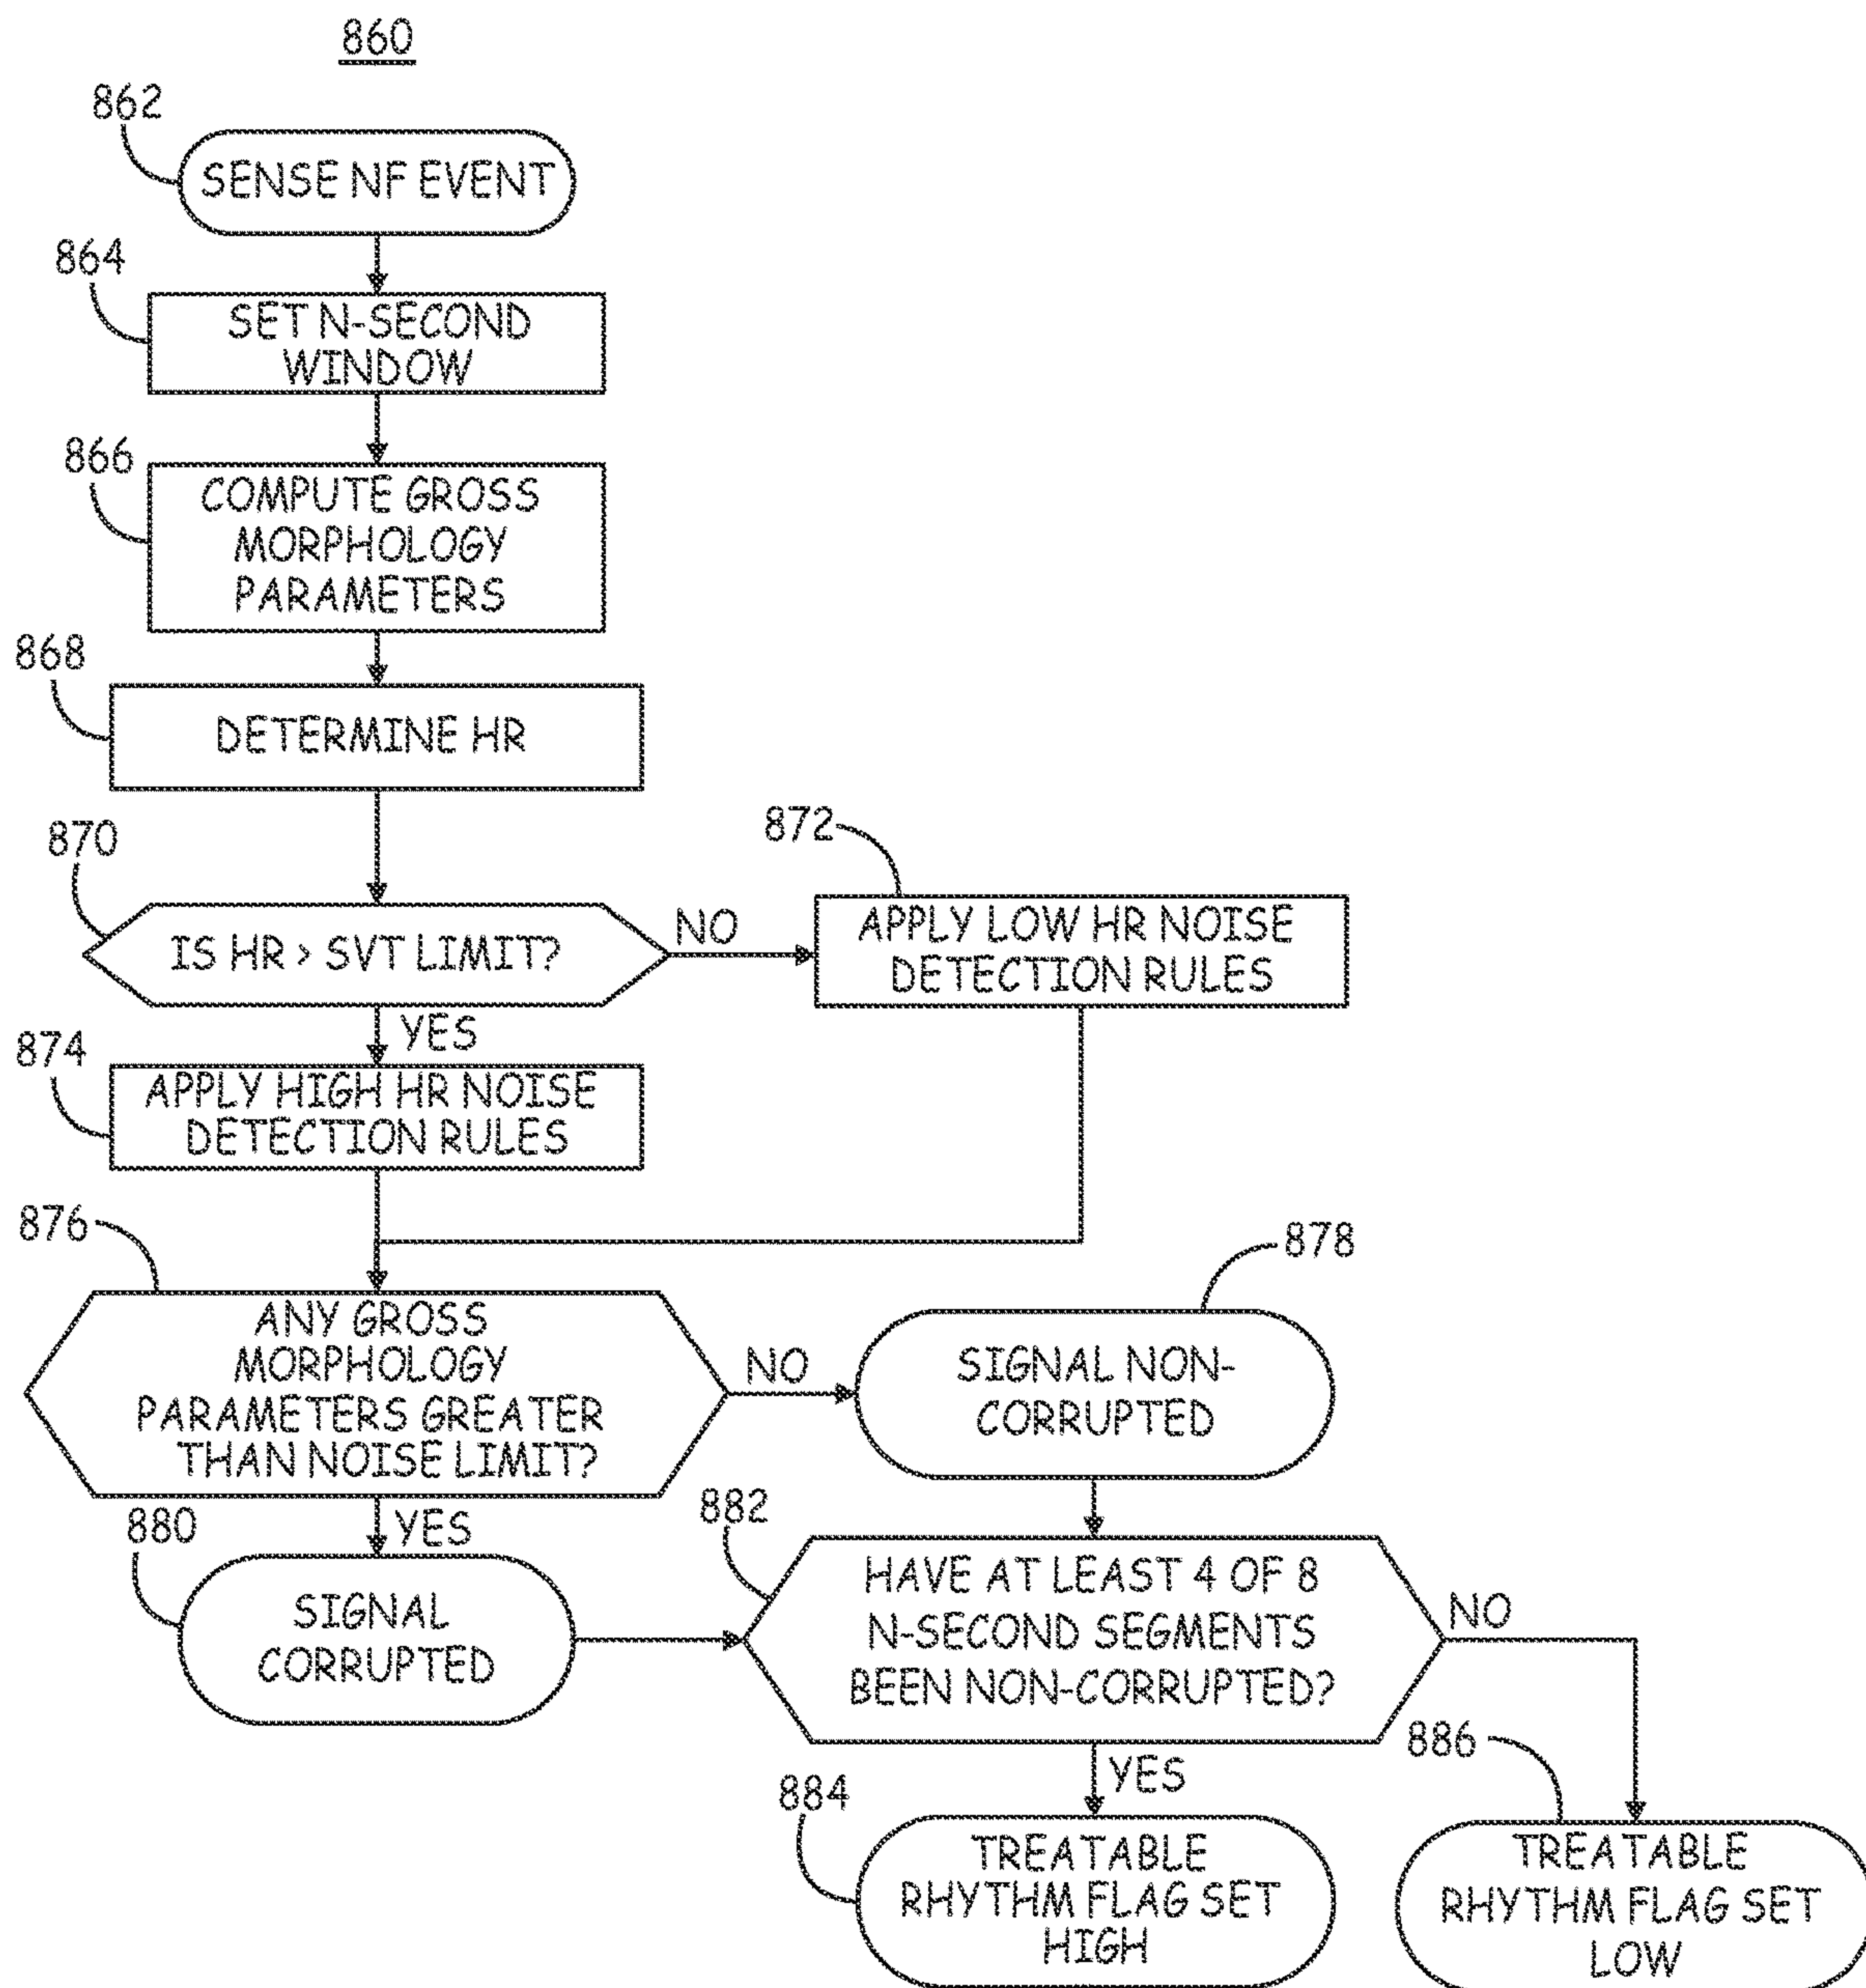 860
862
SENSE NF EVENT
864
SET N-SECOND
WINDOW
866
COMPUTE GROSS
MORPHOLOGY
PARAMETERS
868
DETERMINE HR
870
IS HR > SVT LIMIT?
NO
872
APPLY LOW HR NOISE
DETECTION RULES
YES
874
APPLY HIGH HR NOISE
DETECTION RULES
876
ANY GROSS
MORPHOLOGY
PARAMETERS GREATER
THAN NOISE LIMIT?
NO
878
SIGNAL NON-
CORRUPTED
YES
880
SIGNAL
CORRUPTED
882
HAVE AT LEAST 4 OF 8
N-SECOND SEGMENTS
BEEN NON-CORRUPTED?
NO
YES
884
TREATABLE
RHYTHM FLAG SET
HIGH
886
TREATABLE
RHYTHM FLAG SET
LOW